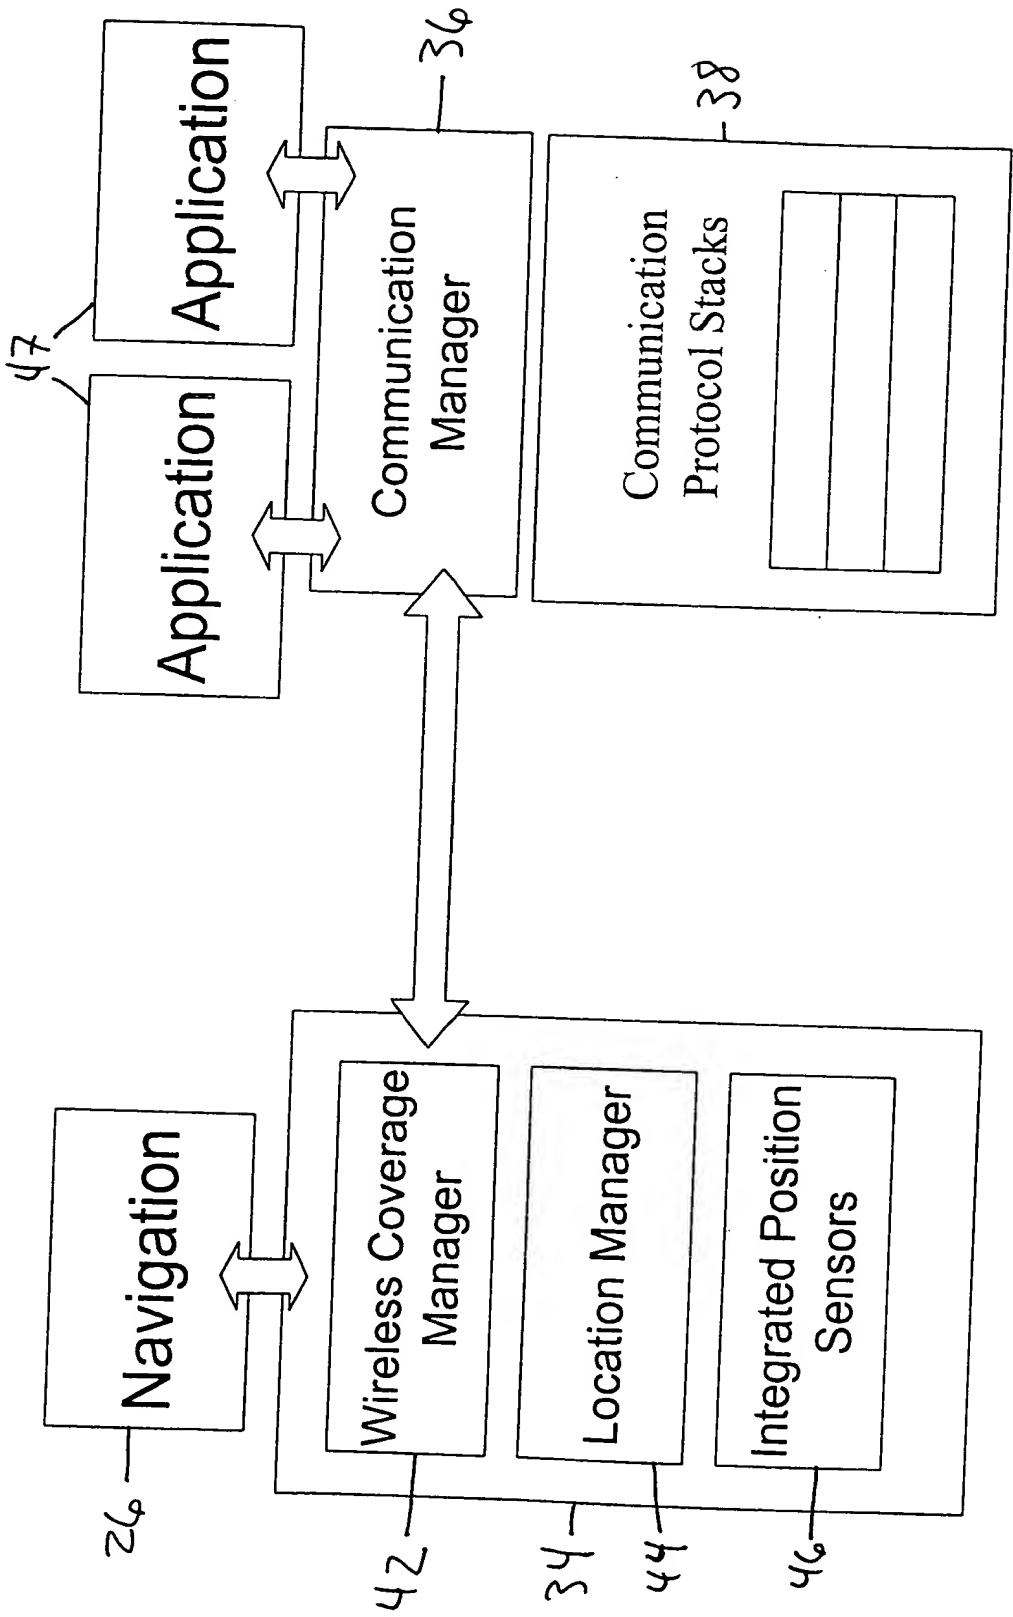 26
Navigation
42
Wireless Coverage
Manager
34
44
Location Manager
46
Integrated Position
Sensors
47
Application
Application
36
Communication
Manager
38
Communication
Protocol Stacks